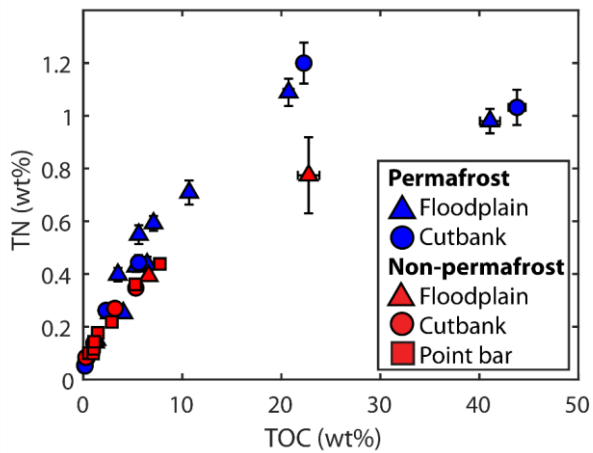 1.2
1
0.8
0.6
0.4
0.2
0
TN (wt%)
Permafrost
Floodplain
Cutbank
Non-permafrost
Floodplain
Cutbank
Point bar
0 10 20 30 40 50
TOC (wt%)